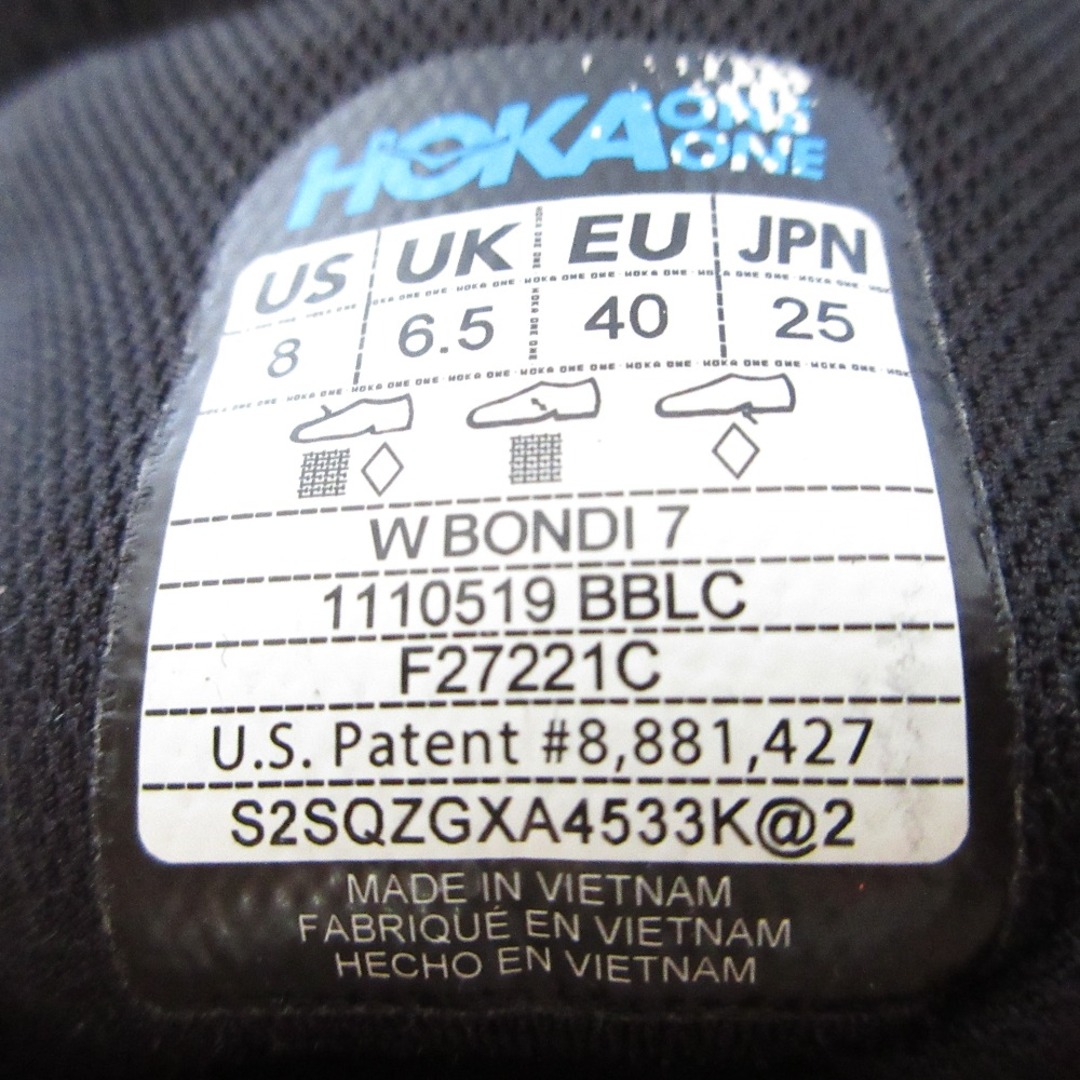 HOKA ONE ONE
US UK EU JPN
8 6.5 40 25
W BONDI 7
1110519 BBLC
F27221C
U.S. Patent #8,881,427
S2SQZGXA4533K@2
MADE IN VIETNAM
FABRIQUÉ EN VIETNAM
HECHO EN VIETNAM